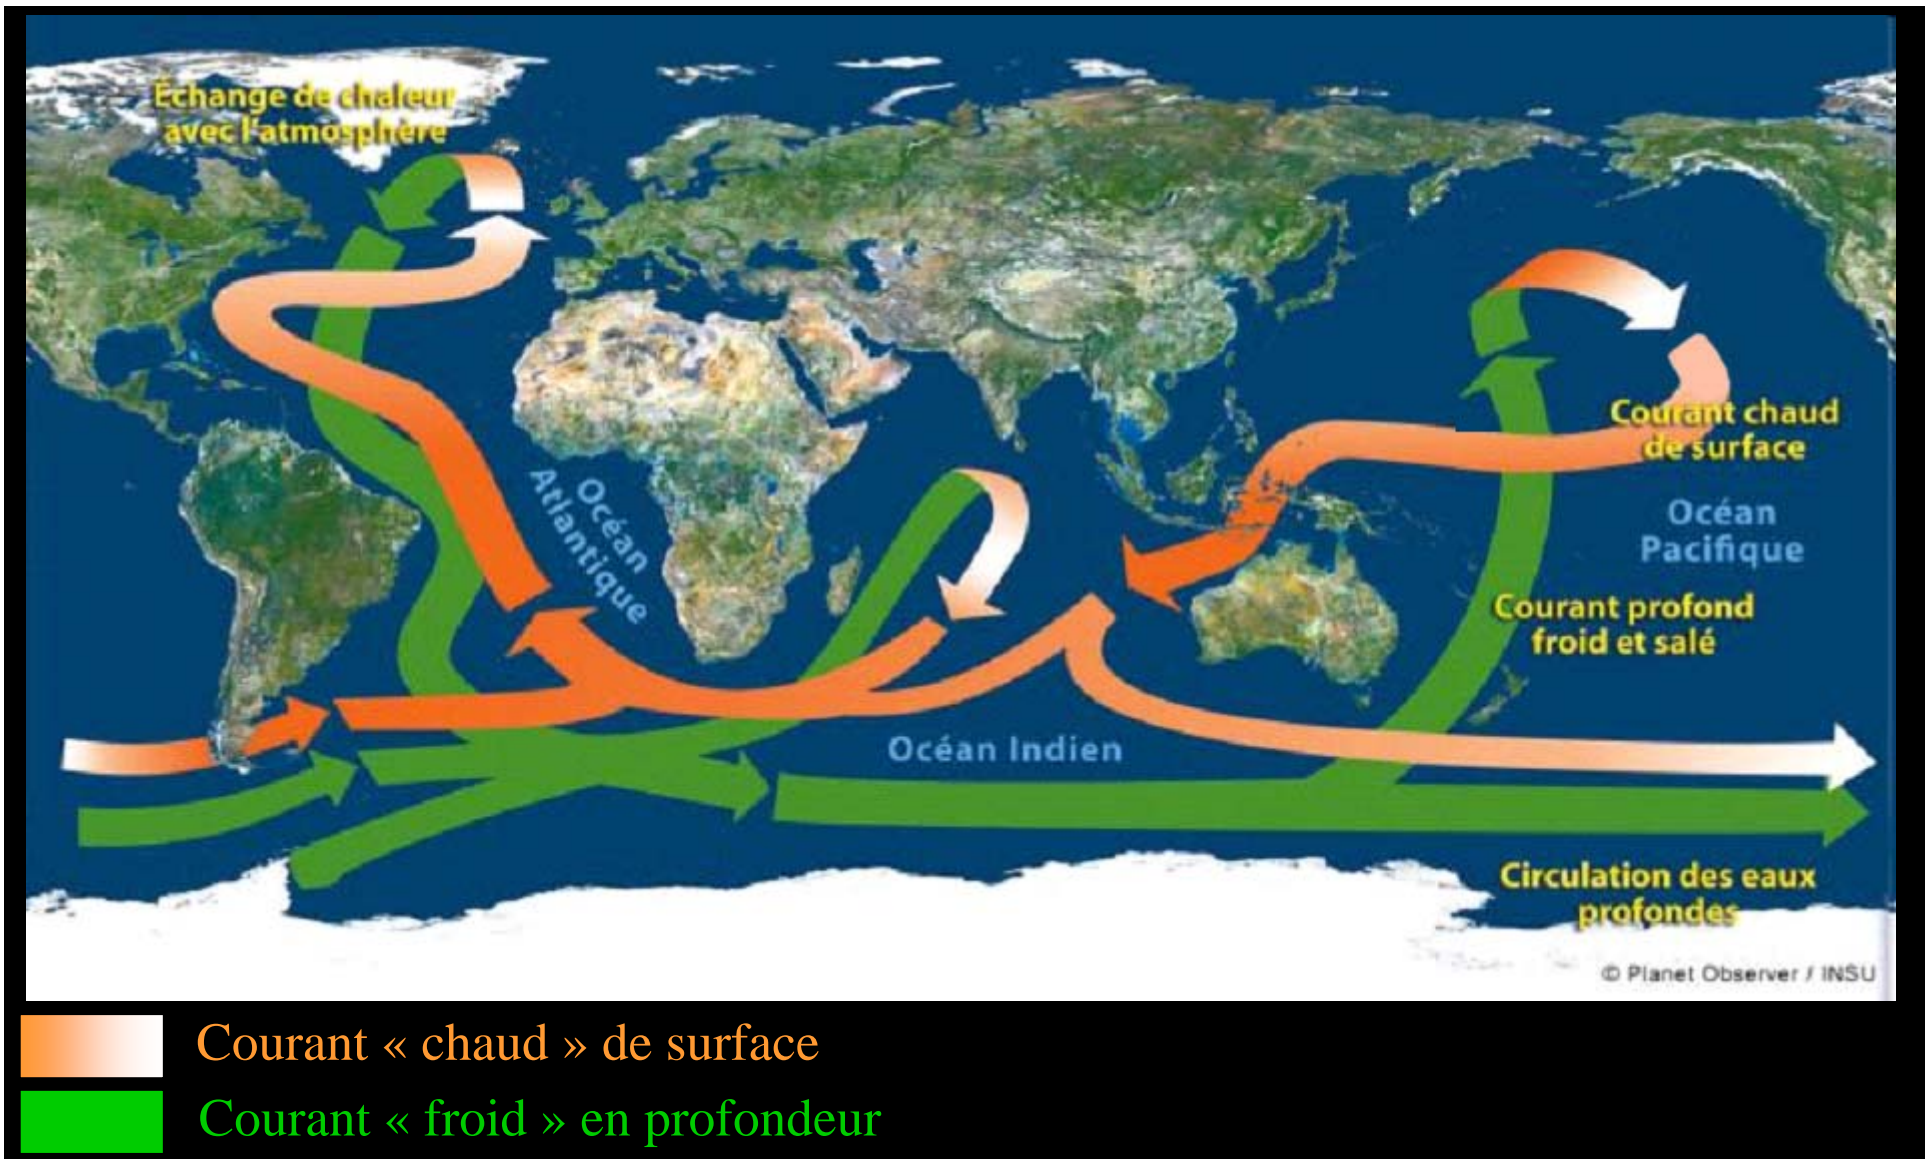 Échange de chaleur
avec l'atmosphère
Océan
Atlantique
Courant chaud
de surface
Océan
Pacifique
Courant profond
froid et salé
Océan Indien
Circulation des eaux
profondes
© Planet Observer / INSU
Courant « chaud » de surface
Courant « froid » en profondeur